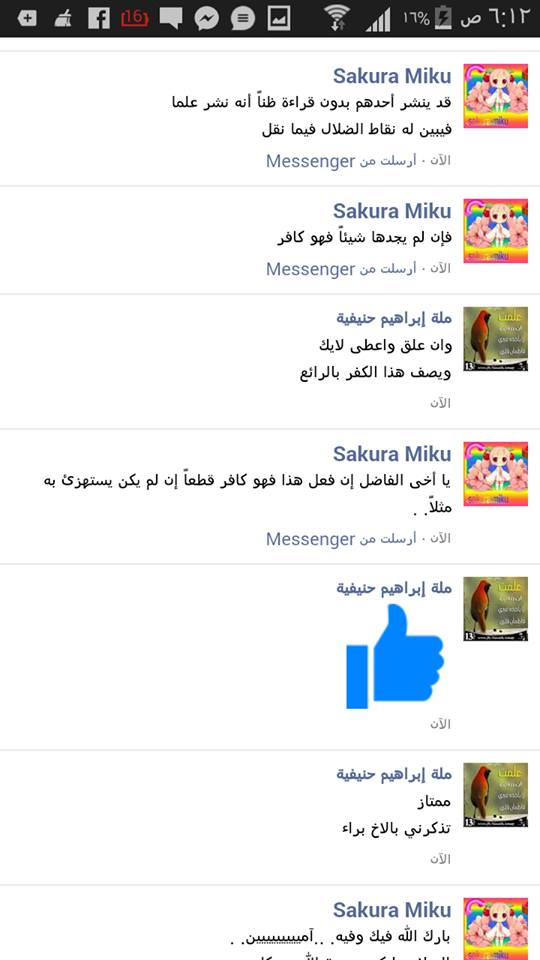 ١٦% ٦:١٢ ص
16
Sakura Miku
قد ينشر أحدهم بدون قراءة ظناً أنه نشر علما
فيبين له نقاط الضلال فيما نقل
الآن · أرسلت من Messenger
Sakura Miku
فإن لم يجدها شيئاً فهو كافر
الآن · أرسلت من Messenger
ملة إبراهيم حنيفية
وان علق واعطى لايك
ويصف هذا الكفر بالرائع
الآن
Sakura Miku
يا أخى الفاضل إن فعل هذا فهو كافر قطعاً إن لم يكن يستهزئ به
مثلاً. .
الآن · أرسلت من Messenger
ملة إبراهيم حنيفية
الآن
ملة إبراهيم حنيفية
ممتاز
تذكرني بالاخ براء
الآن
Sakura Miku
بارك الله فيك وفيه. ..آمييييييييين. .